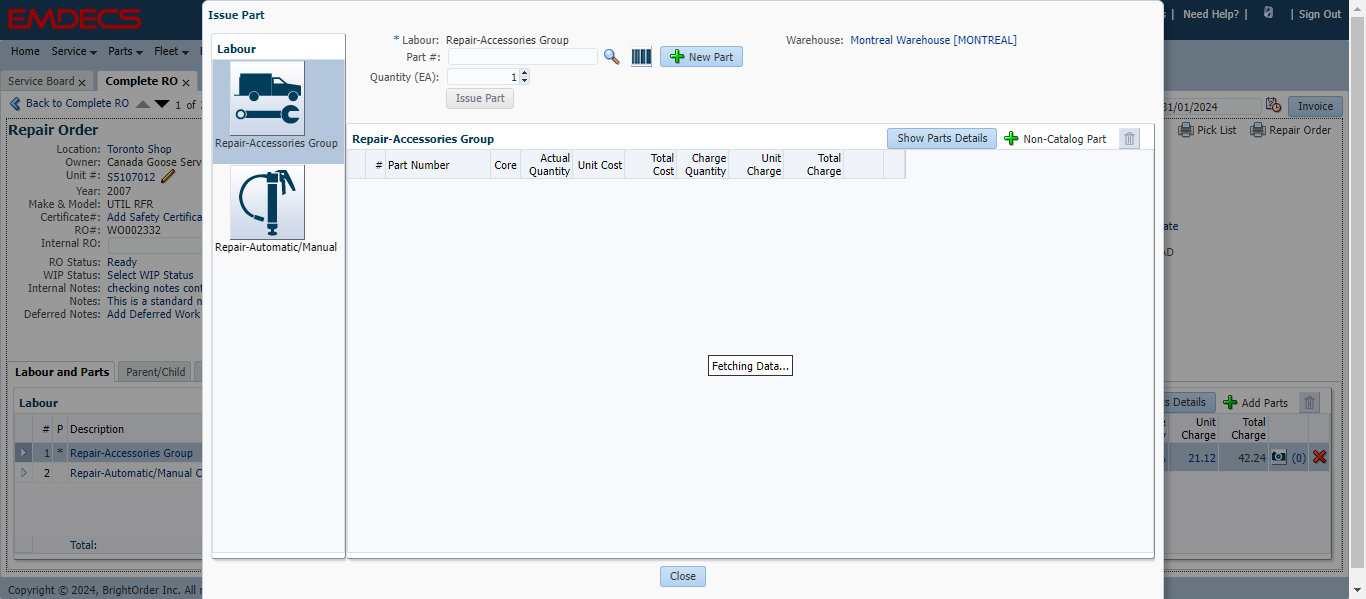 EMDECS
Need Help? |
| Sign Out
Home Service Parts Fleet
Service Board x
Complete RO x
Back to Complete RO
1 of
Repair Order
Location: Toronto Shop
Owner: Canada Goose Serv
Unit #: S5107012
Year: 2007
Make & Model: UTIL RFR
Certificate#: Add Safety Certifica
RO#: WO002332
Internal RO:
RO Status: Ready
WIP Status: Select WIP Status
Internal Notes: checking notes cont
Notes: This is a standard n
Deferred Notes: Add Deferred Work
Labour and Parts
Parent/Child
Labour
# P Description
1 * Repair-Accessories Group
2 Repair-Automatic/Manual C
Total:
Copyright © 2024, BrightOrder Inc. All r
Issue Part
Labour
Repair-Accessories Group
Repair-Automatic/Manual
* Labour: Repair-Accessories Group
Part #:
New Part
Quantity (EA): 1
Issue Part
Warehouse: Montreal Warehouse [MONTREAL]
Repair-Accessories Group
Show Parts Details
Non-Catalog Part
# Part Number
Core
Actual Quantity
Unit Cost
Total Cost
Charge Quantity
Unit Charge
Total Charge
Fetching Data...
Close
31/01/2024
Invoice
Pick List
Repair Order
ate
AD
s Details
Add Parts
Unit Charge
Total Charge
21.12
42.24
(0)